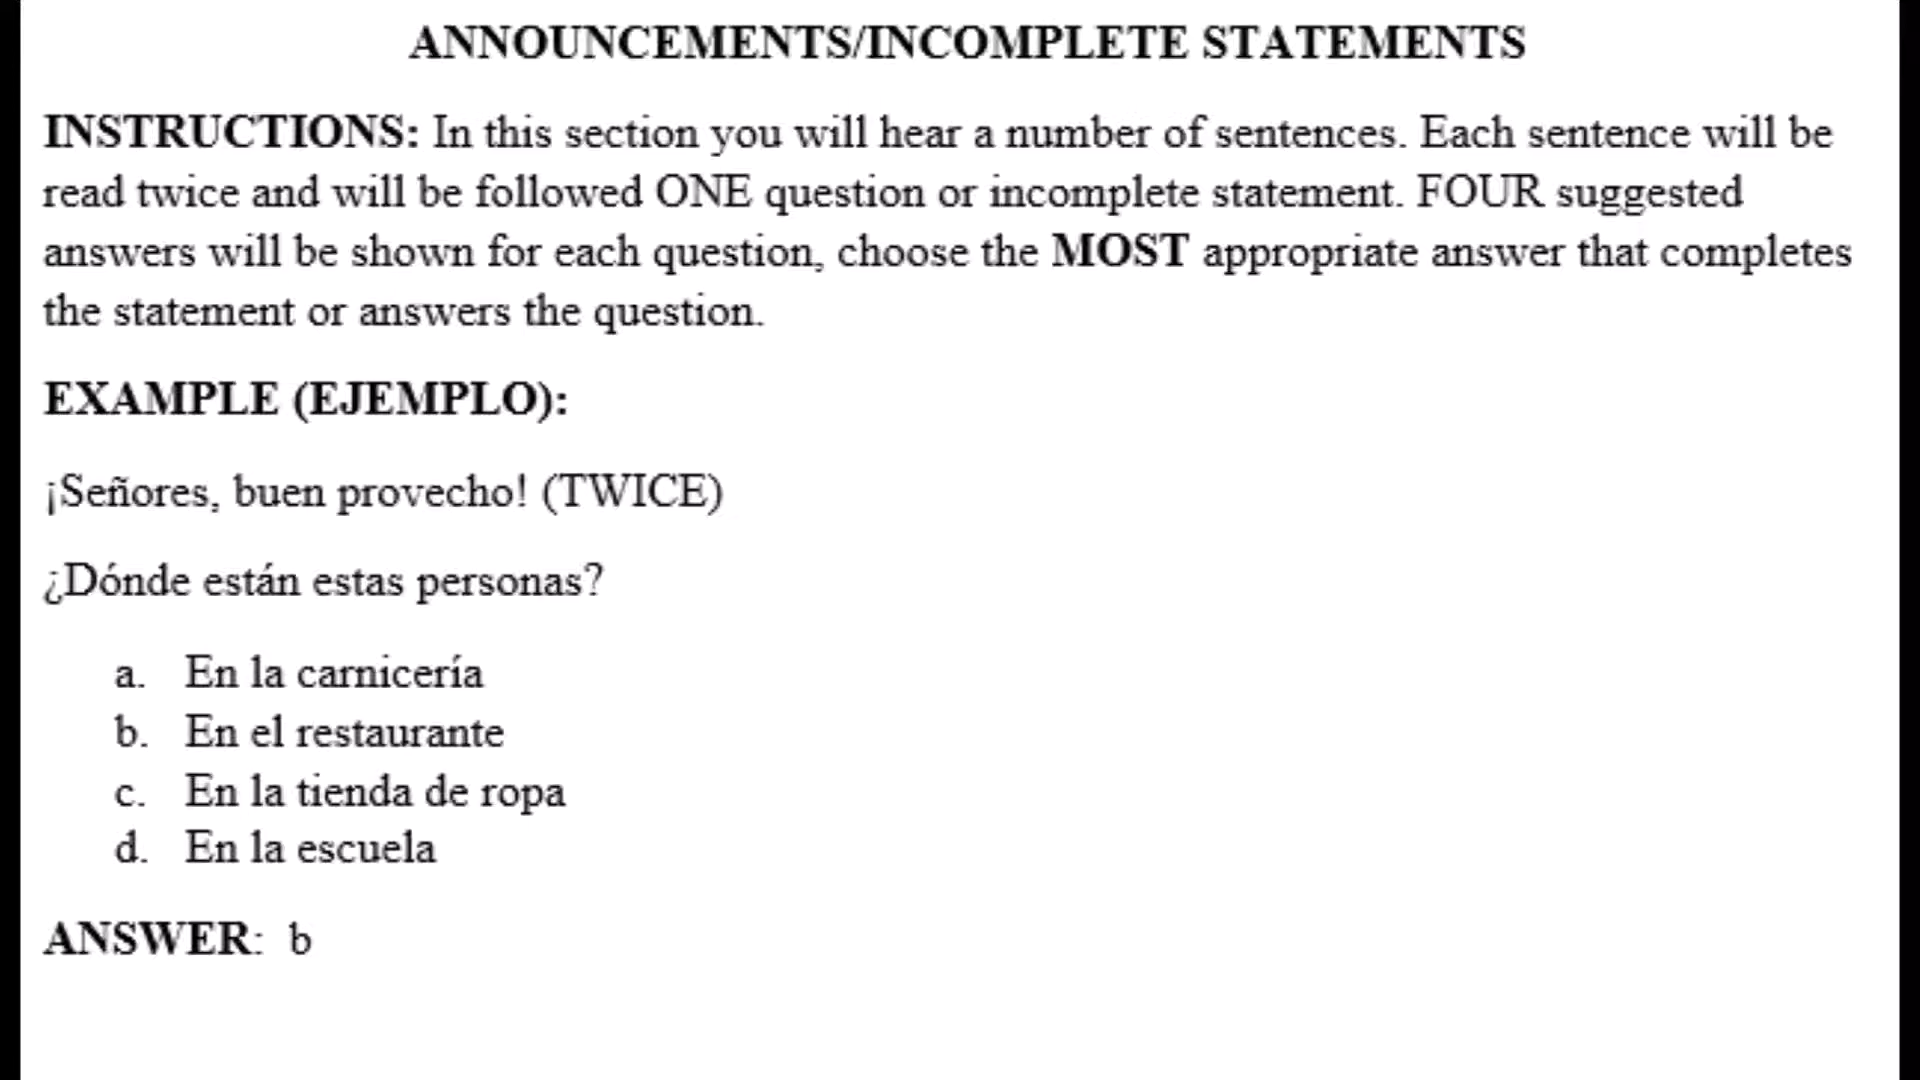 ANNOUNCEMENTS/INCOMPLETE STATEMENTS
INSTRUCTIONS: In this section you will hear a number of sentences. Each sentence will be
read twice and will be followed ONE question or incomplete statement. FOUR suggested
answers will be shown for each question, choose the MOST appropriate answer that completes
the statement or answers the question.
EXAMPLE (EJEMPLO):
¡Señores, buen provecho! (TWICE)
¿Dónde están estas personas?
a. En la carnicería
b. En el restaurante
c. En la tienda de ropa
d. En la escuela
ANSWER: b